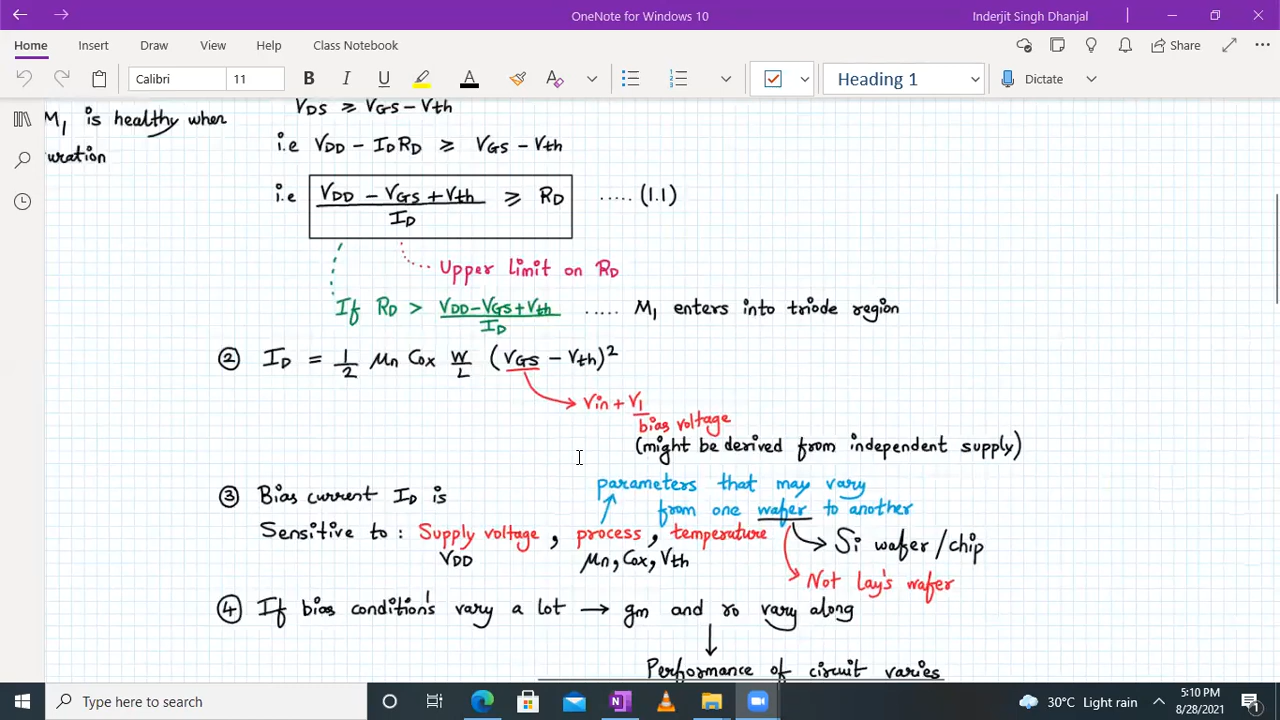 OneNote for Windows 10
Inderjit Singh Dhanjal
Home Insert Draw View Help Class Notebook
Share
Calibri 11 B I U A Heading 1 Dictate
M1 is healthy when
uration
VDS ≥ VGS - Vth
i.e VDD - IDRD ≥ VGS - Vth
i.e (VDD - VGS + Vth) / ID ≥ RD ..... (1.1)
Upper limit on RD
If RD > (VDD-VGS+Vth) / ID ..... M1 enters into triode region
② ID = 1/2 μn Cox W/L (VGS - Vth)²
Vin + V1
bias voltage
(might be derived from independent supply)
parameters that may vary
from one wafer to another
③ Bias current ID is
Sensitive to : Supply voltage , process , temperature
VDD
μn, Cox, Vth
Si wafer/chip
Not lay's wafer
④ If bias condition's vary a lot → gm and ro vary along
Performance of circuit varies
Type here to search
30°C Light rain
5:10 PM
8/28/2021
1